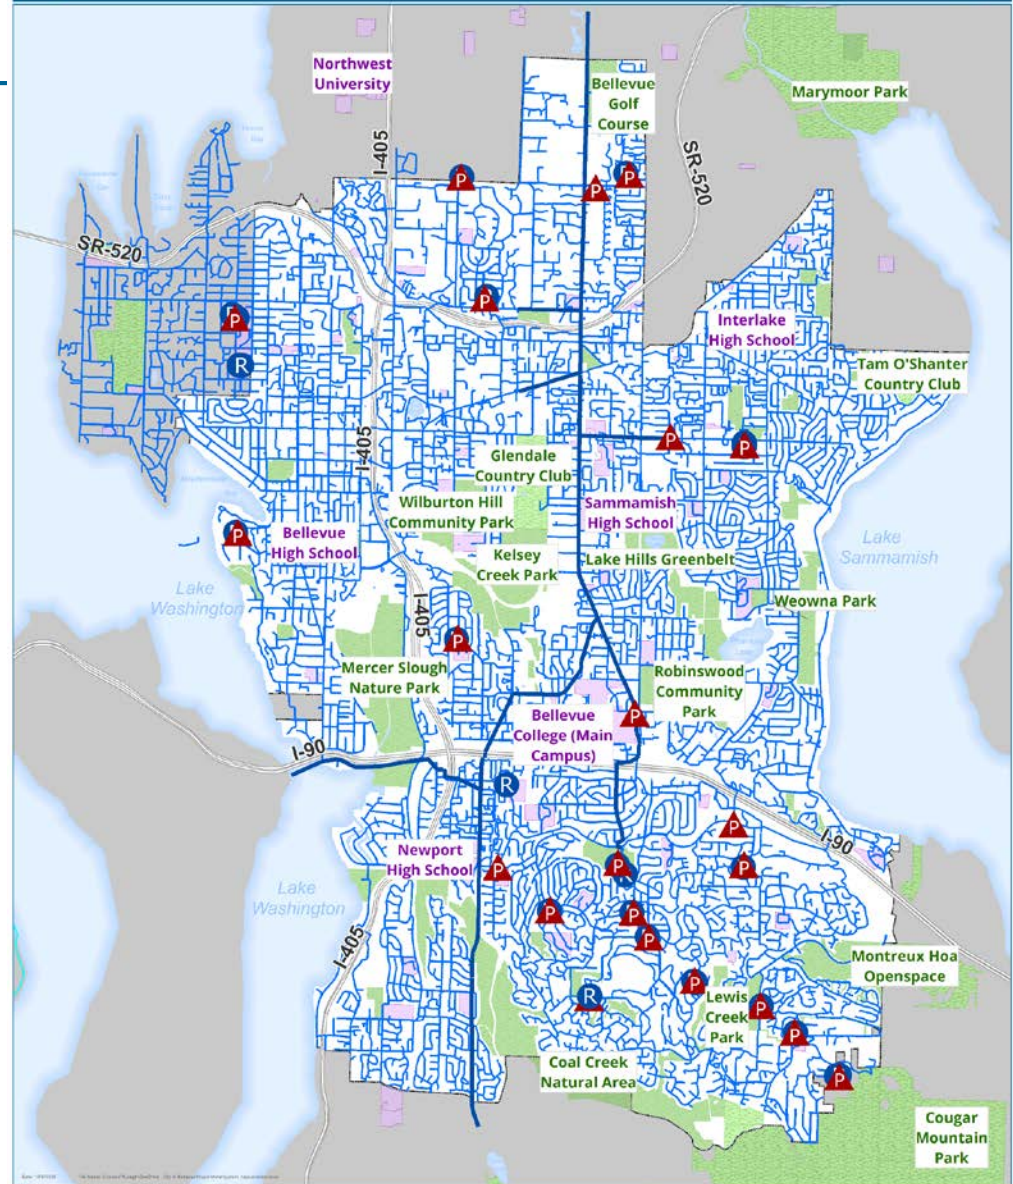 Northwest
University
Bellevue
Golf
Course
Marymoor Park
I-405
SR-520
P
P
P
SR-520
P
P
R
Interlake
High School
Tam O'Shanter
Country Club
I-405
P
P
Glendale
Country Club
Wilburton Hill
Community Park
Sammamish
High School
P
Bellevue
High School
Kelsey
Creek Park
Lake Hills Greenbelt
Lake
Sammamish
Lake
Washington
I-405
Weowna Park
P
Mercer Slough
Nature Park
Robinswood
Community
Park
P
Bellevue
College (Main
Campus)
I-90
R
P
I-90
Newport
High School
P
P
R
P
Lake
Washington
P
P
P
I-405
Montreux Hoa
Openspace
P
R
Lewis
Creek
Park
P
P
Coal Creek
Natural Area
P
Cougar
Mountain
Park